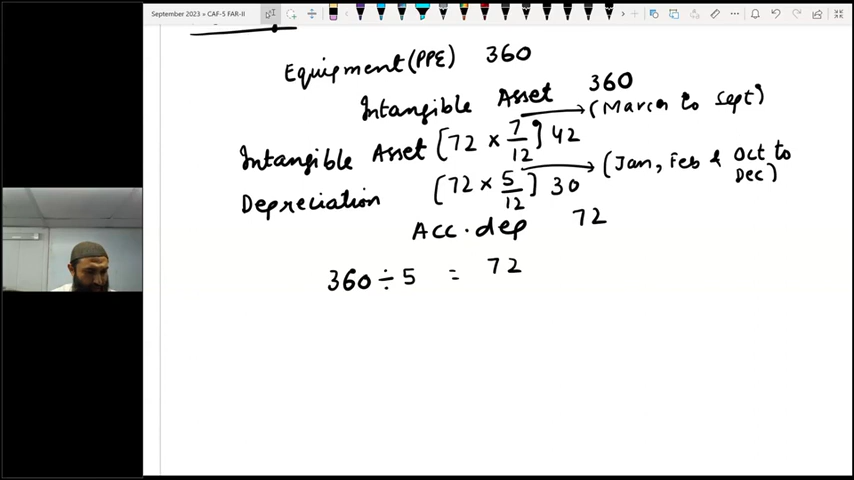 September 2023 » CAF-5 FAR-II
Equipment (PPE) 360
Intangible Asset 360
Intangible Asset [72 × 7/12] 42 → (March to Sept)
Depreciation [72 × 5/12] 30 → (Jan, Feb & Oct to Dec)
Acc. dep 72
360 ÷ 5 = 72